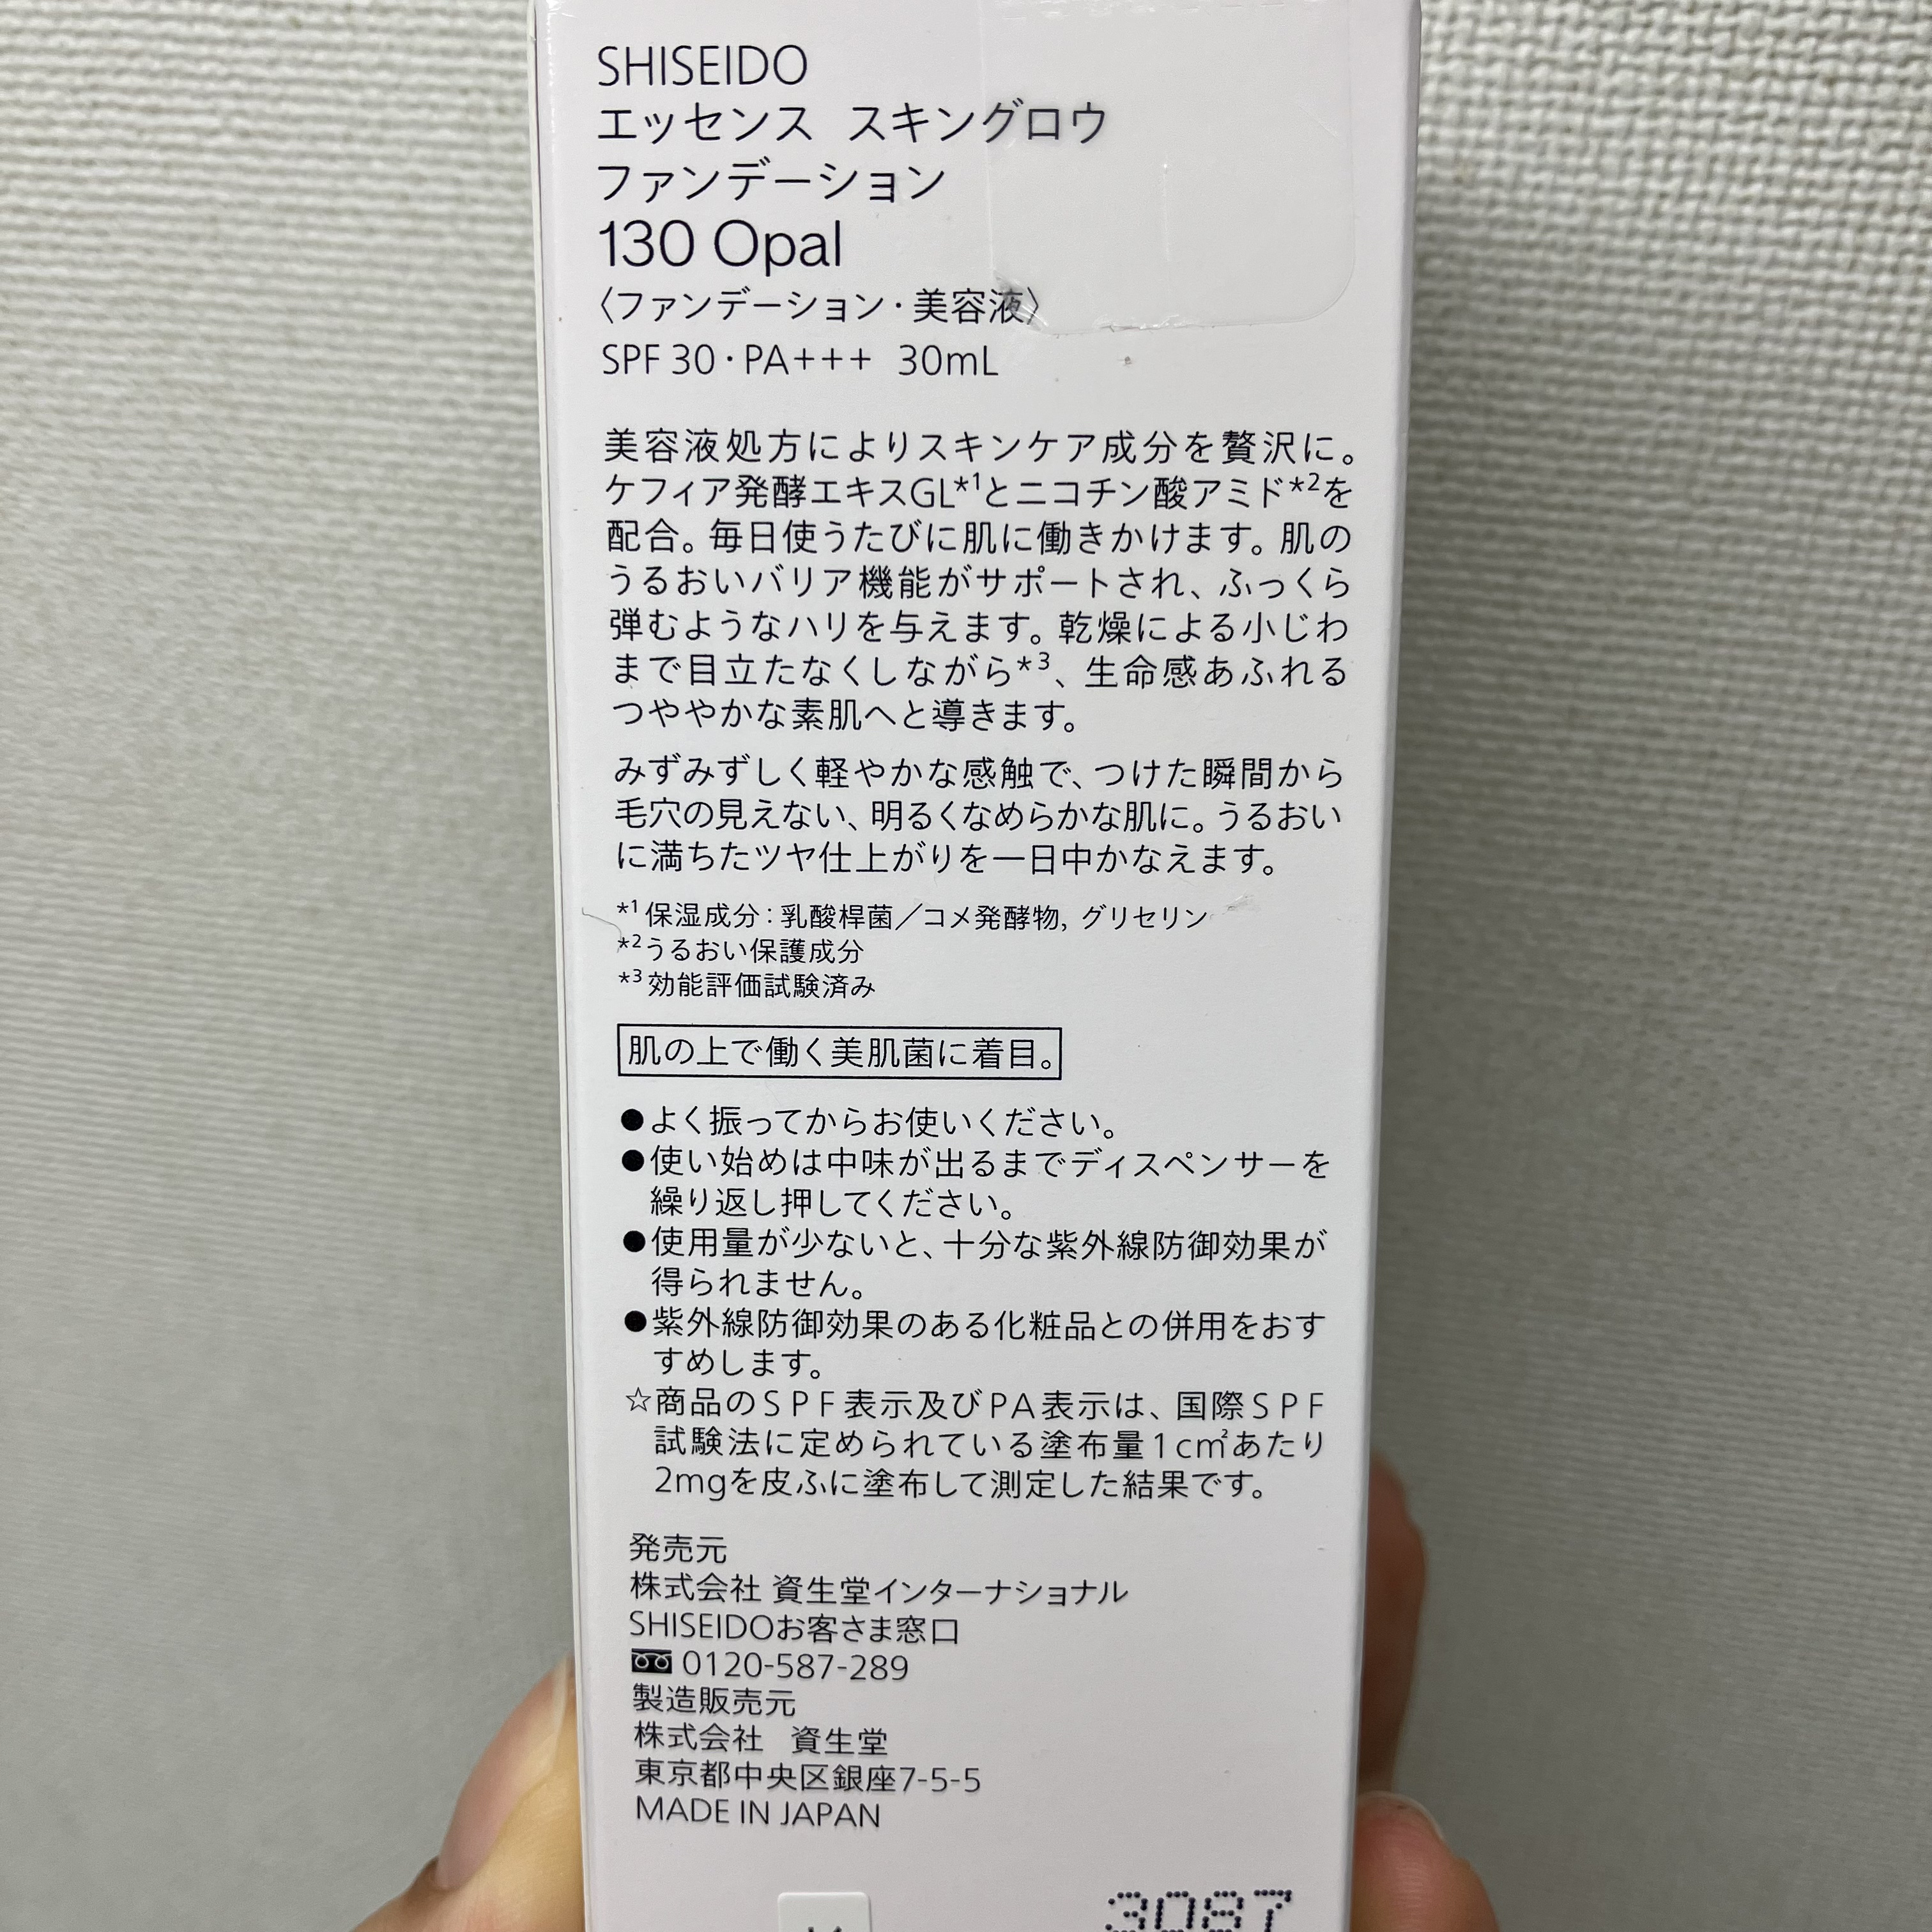 SHISEIDO
エッセンス スキングロウ
ファンデーション
130 Opal
〈ファンデーション・美容液〉
SPF 30・PA+++ 30mL
美容液処方によりスキンケア成分を贅沢に。
ケフィア発酵エキスGL*1とニコチン酸アミド*2を
配合。毎日使うたびに肌に働きかけます。肌の
うるおいバリア機能がサポートされ、ふっくら
弾むようなハリを与えます。乾燥による小じわ
まで目立たなくしながら*3、生命感あふれる
つややかな素肌へと導きます。
みずみずしく軽やかな感触で、つけた瞬間から
毛穴の見えない、明るくなめらかな肌に。うるおい
に満ちたツヤ仕上がりを一日中かなえます。
*1 保湿成分：乳酸桿菌／コメ発酵物, グリセリン
*2 うるおい保護成分
*3 効能評価試験済み
肌の上で働く美肌菌に着目。
●よく振ってからお使いください。
●使い始めは中味が出るまでディスペンサーを
繰り返し押してください。
●使用量が少ないと、十分な紫外線防御効果が
得られません。
●紫外線防御効果のある化粧品との併用をおす
すめします。
☆商品のSPF表示及びPA表示は、国際SPF
試験法に定められている塗布量1c㎡あたり
2mgを皮ふに塗布して測定した結果です。
発売元
株式会社 資生堂インターナショナル
SHISEIDOお客さま窓口
0120-587-289
製造販売元
株式会社 資生堂
東京都中央区銀座7-5-5
MADE IN JAPAN
3087